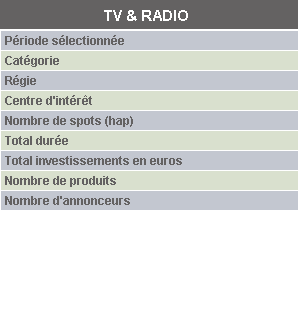 TV & RADIO
Période sélectionnée
Catégorie
Régie
Centre d'intérêt
Nombre de spots (hap)
Total durée
Total investissements en euros
Nombre de produits
Nombre d'annonceurs